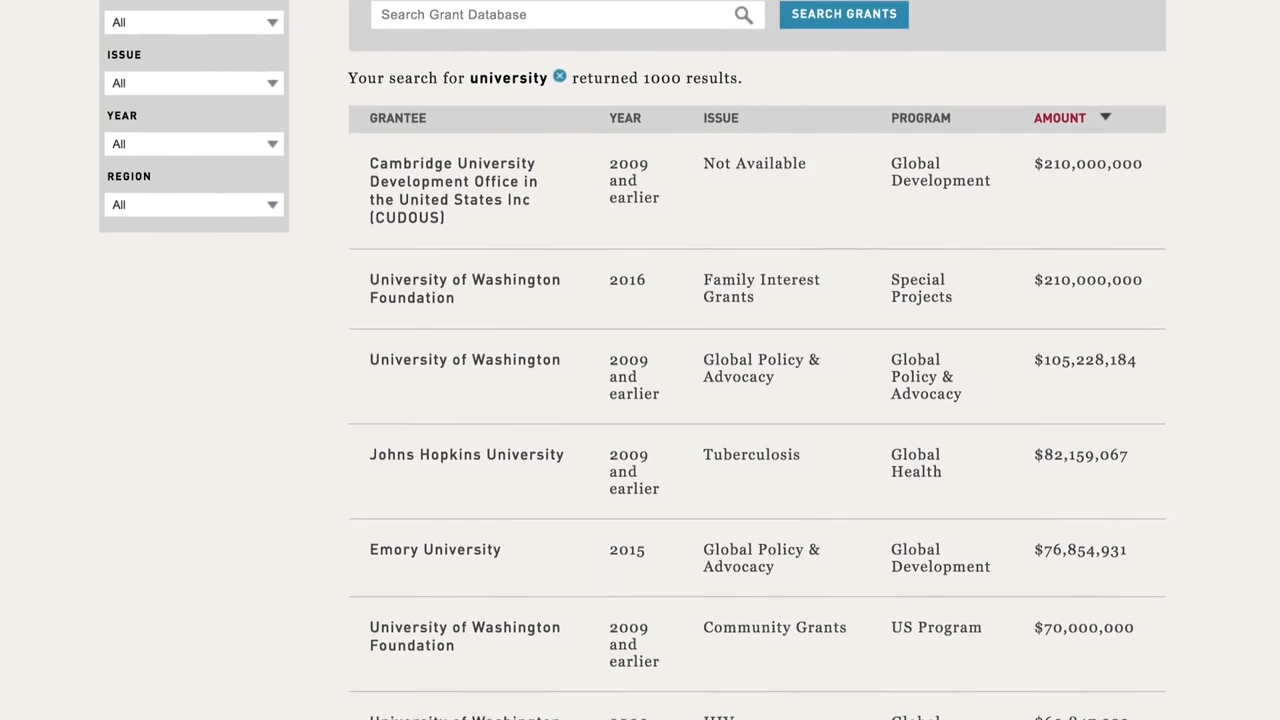 All
ISSUE
All
YEAR
All
REGION
All
Search Grant Database
SEARCH GRANTS
Your search for university returned 1000 results.
GRANTEE YEAR ISSUE PROGRAM AMOUNT
Cambridge University
Development Office in
the United States Inc
(CUDOUS)
2009
and
earlier
Not Available
Global
Development
$210,000,000
University of Washington
Foundation
2016
Family Interest
Grants
Special
Projects
$210,000,000
University of Washington
2009
and
earlier
Global Policy &
Advocacy
Global
Policy &
Advocacy
$105,228,184
Johns Hopkins University
2009
and
earlier
Tuberculosis
Global
Health
$82,159,067
Emory University
2015
Global Policy &
Advocacy
Global
Development
$76,854,931
University of Washington
Foundation
2009
and
earlier
Community Grants
US Program
$70,000,000
University of Washington
HIV
Global